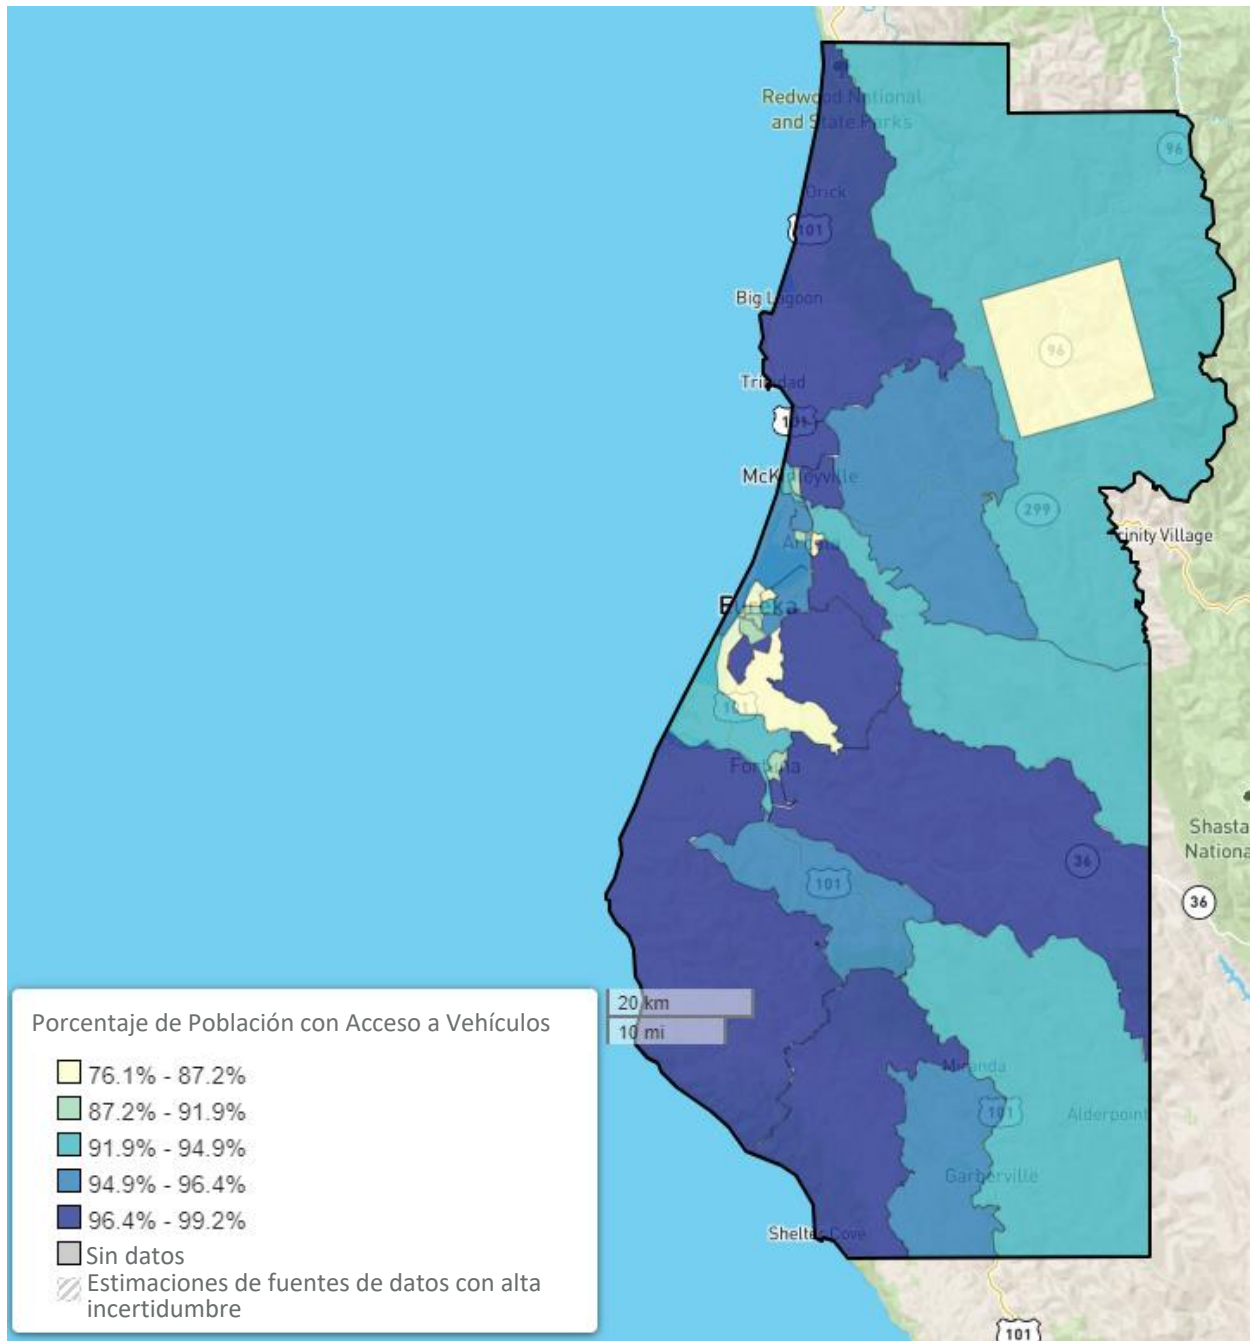 Redwood National
and State Parks
96
Orick
101
Big Lagoon
96
Trinidad
101
McKinleyville
299
Trinity Village
Arcata
Eureka
101
Fortuna
Shasta
Nationa
36
101
36
20 km
10 mi
Porcentaje de Población con Acceso a Vehículos
76.1% - 87.2%
87.2% - 91.9%
91.9% - 94.9%
94.9% - 96.4%
96.4% - 99.2%
Sin datos
Estimaciones de fuentes de datos con alta
incertidumbre
Miranda
101
Alderpoint
Garberville
Shelter Cove
101